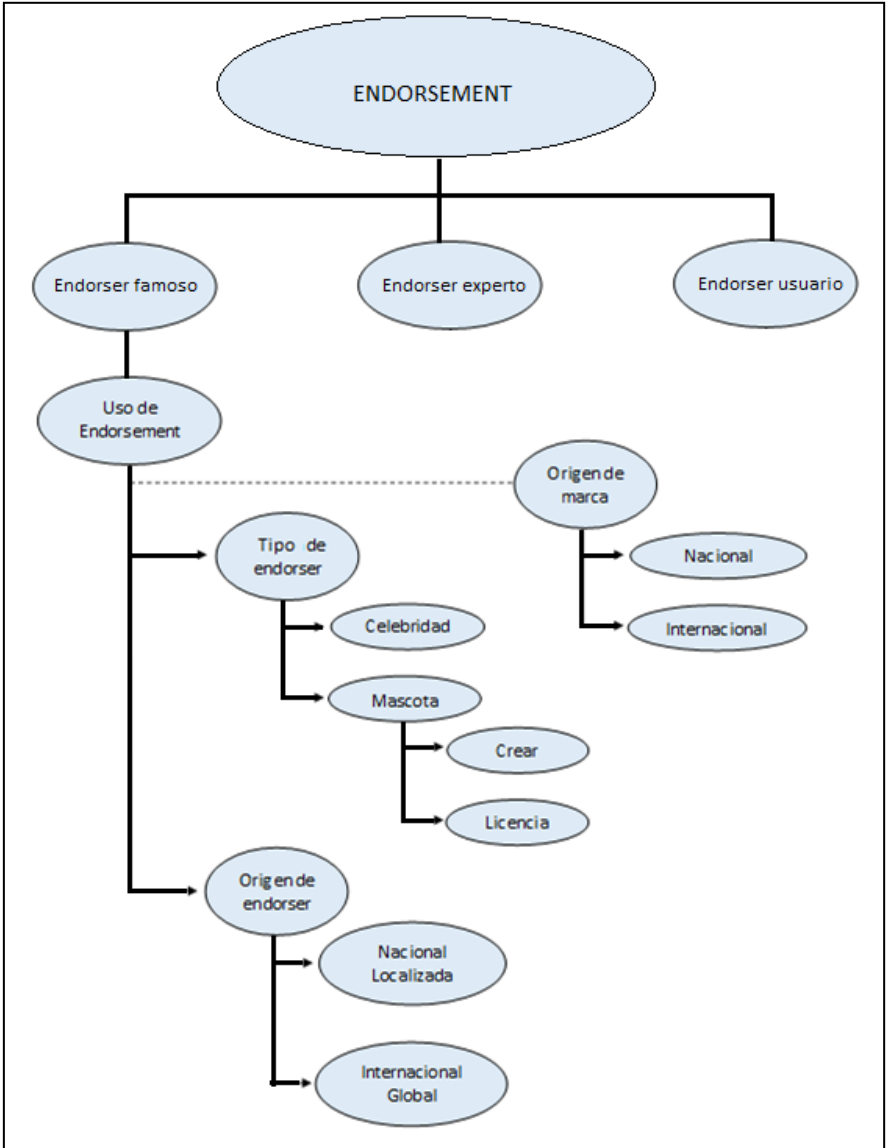 ENDORSEMENT
Endorser famoso
Endorser experto
Endorser usuario
Uso de
Endorsement
Origen de
marca
Nacional
Internacional
Tipo de
endorser
Celebridad
Mascota
Crear
Licencia
Origen de
endorser
Nacional
Localizada
Internacional
Global